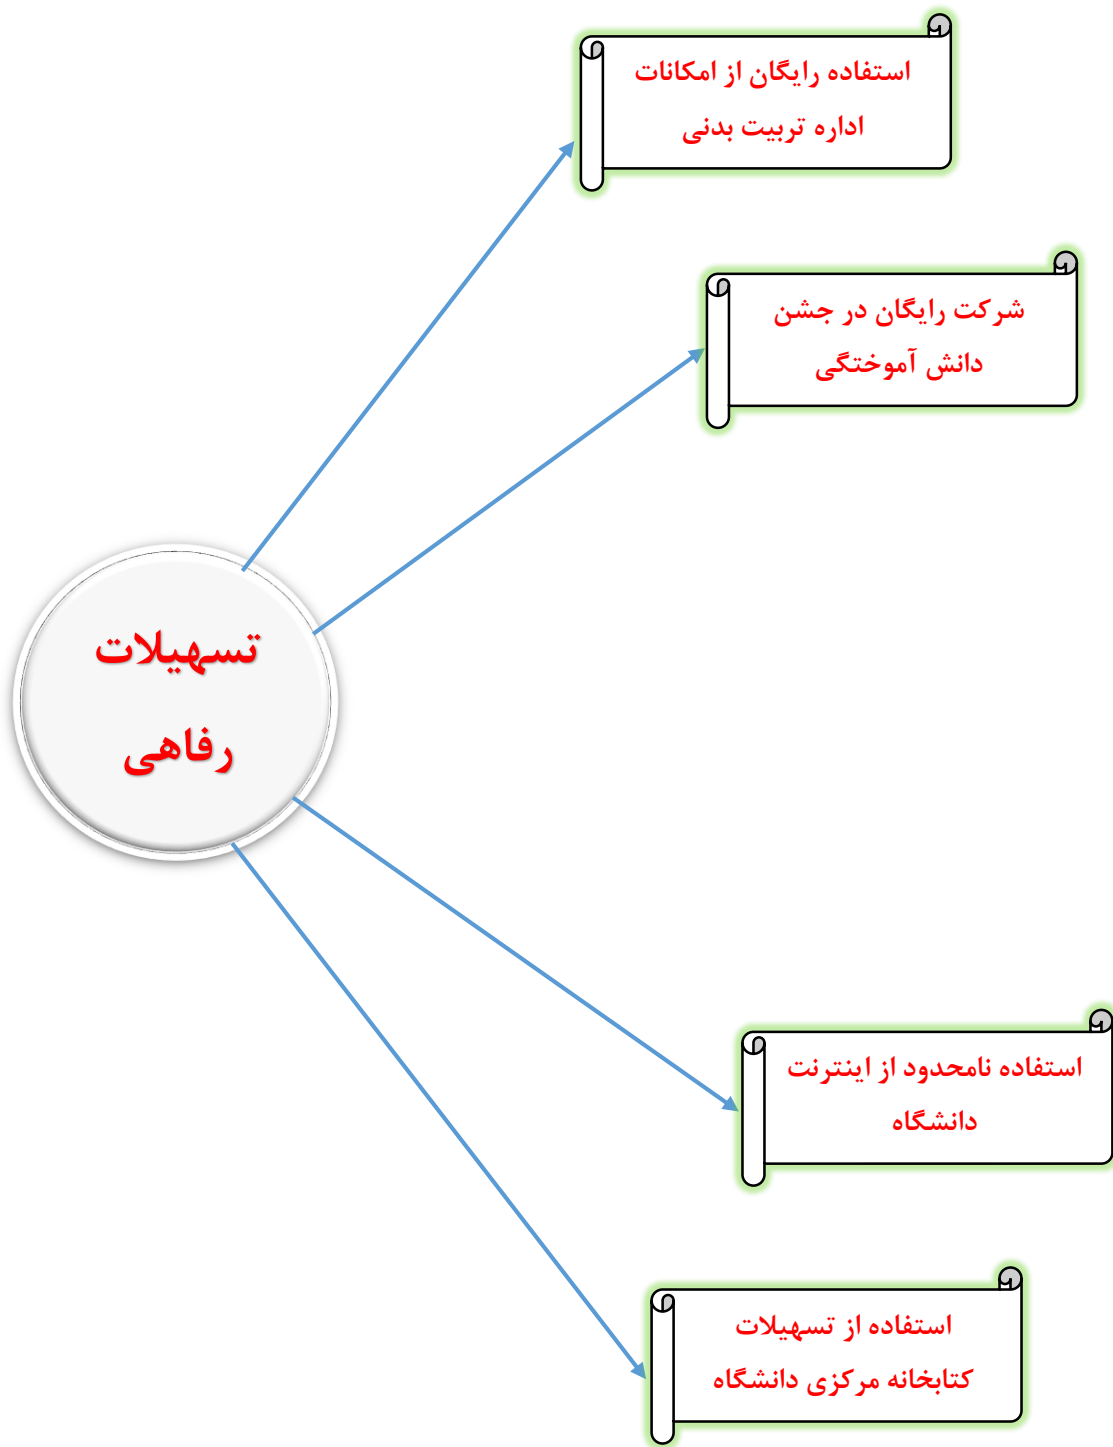 استفاده رایگان از امکانات
اداره تربیت بدنی
شرکت رایگان در جشن
دانش آموختگی
تسهیلات
رفاهی
استفاده نامحدود از اینترنت
دانشگاه
استفاده از تسهیلات
کتابخانه مرکزی دانشگاه